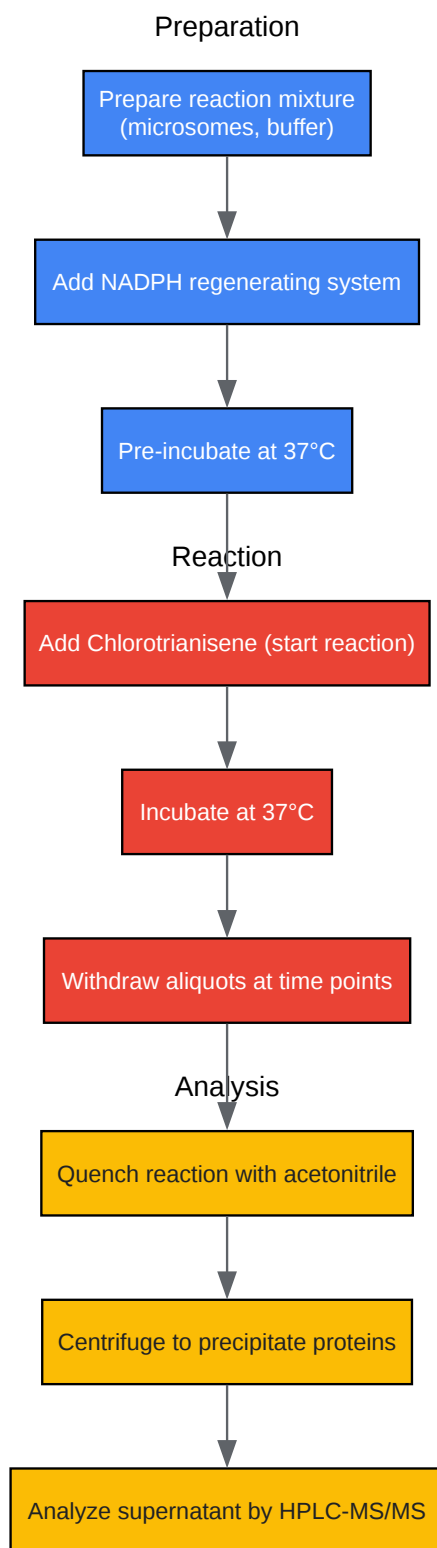 Preparation
Prepare reaction mixture
(microsomes, buffer)
Add NADPH regenerating system
Pre-incubate at 37°C
Reaction
Add Chlorotrianisene (start reaction)
Incubate at 37°C
Withdraw aliquots at time points
Analysis
Quench reaction with acetonitrile
Centrifuge to precipitate proteins
Analyze supernatant by HPLC-MS/MS